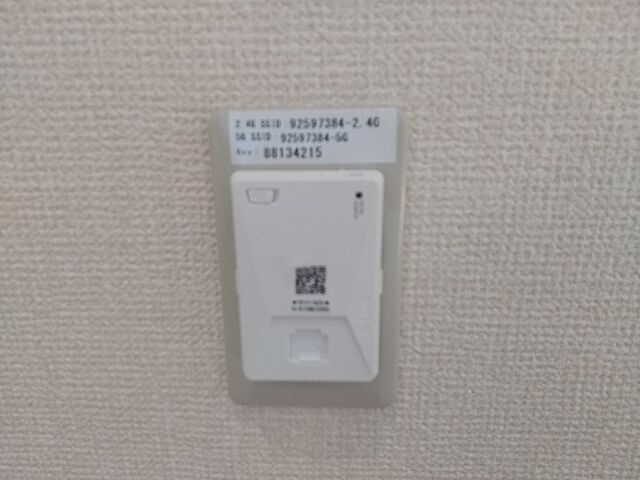 2.4G SSID : 92597384-2.4G
5G SSID : 92597384-5G
Key : 88134215